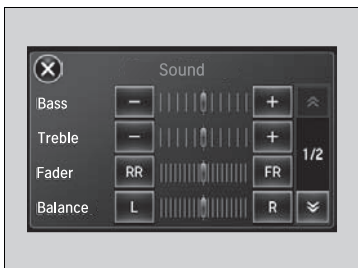 Sound
Bass − +
Treble − +
1/2
Fader RR FR
Balance L R